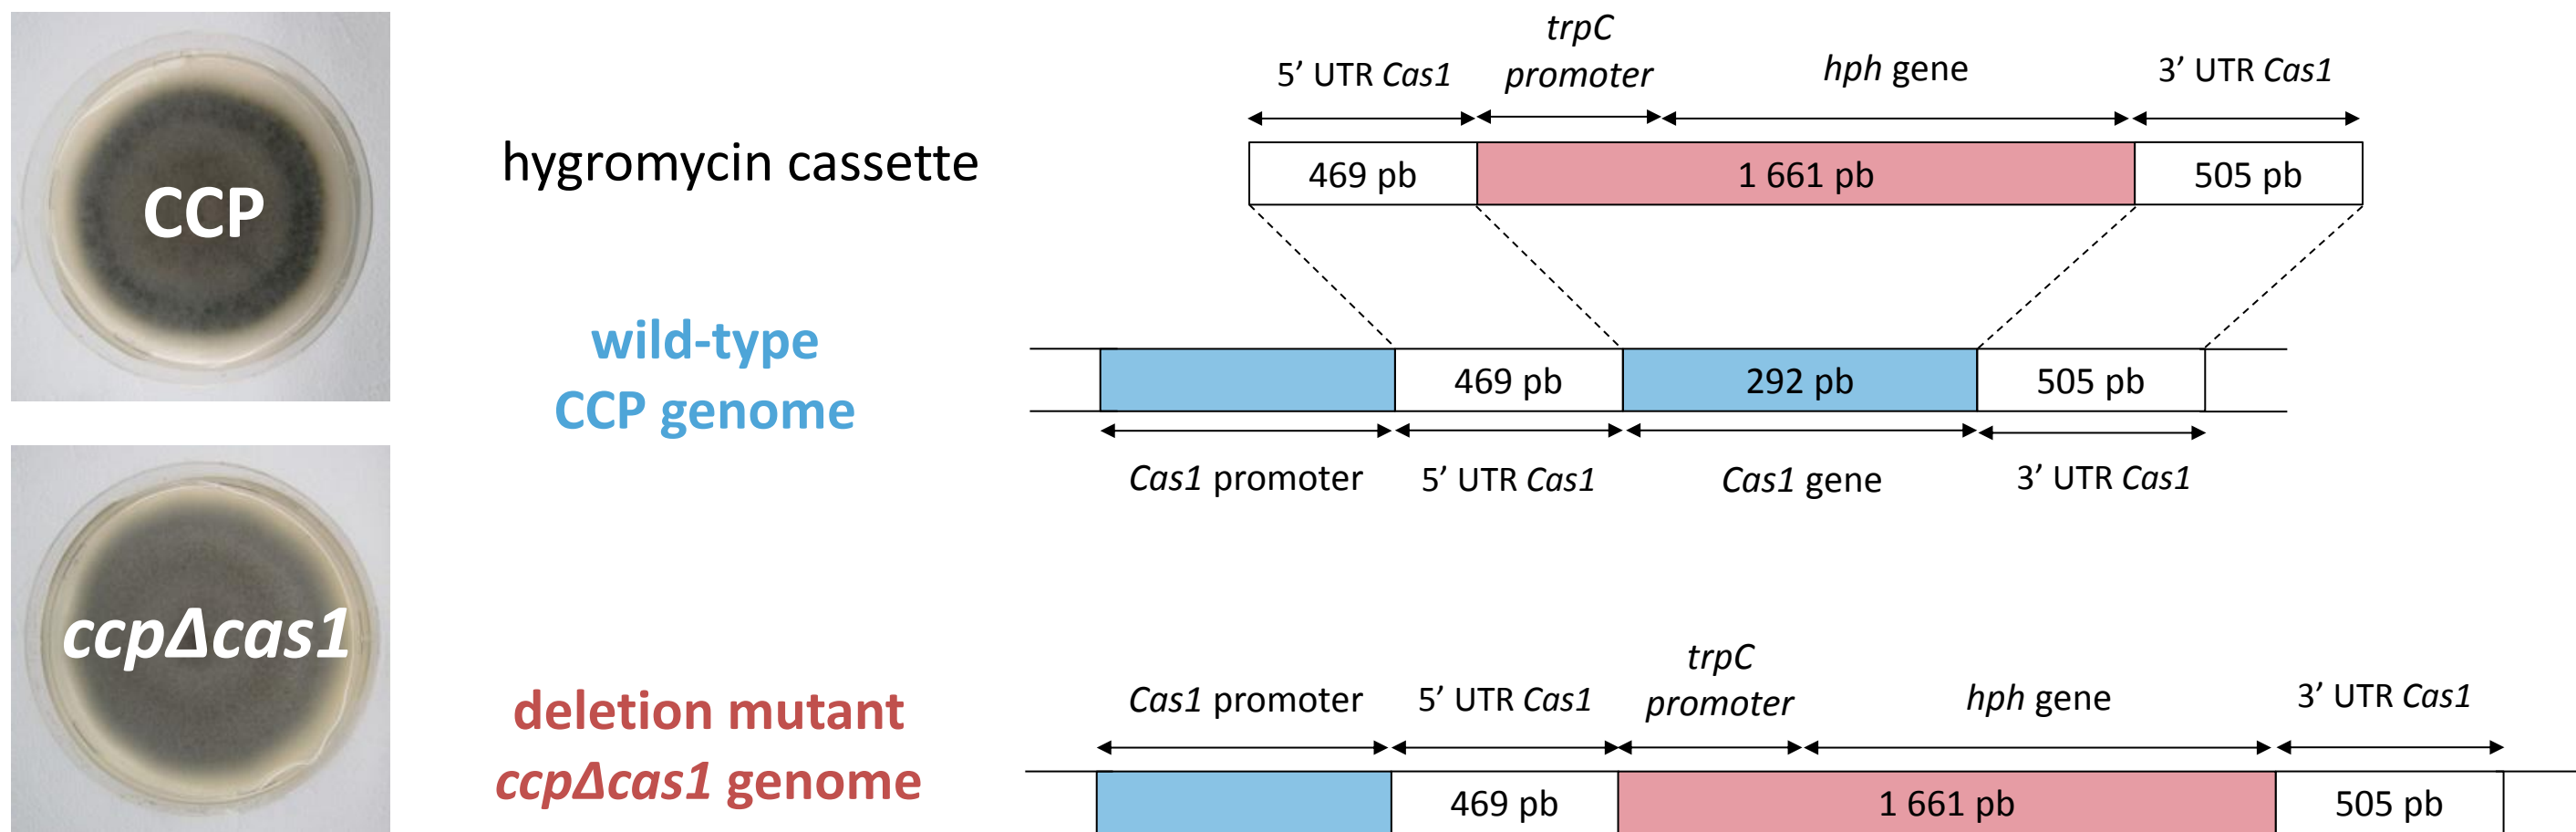 CCP
hygromycin cassette
trpC
promoter
5’ UTR Cas1
hph gene
3’ UTR Cas1
469 pb
1 661 pb
505 pb
wild-type
CCP genome
469 pb
292 pb
505 pb
Cas1 promoter
5’ UTR Cas1
Cas1 gene
3’ UTR Cas1
ccpΔcas1
deletion mutant
ccpΔcas1 genome
Cas1 promoter
5’ UTR Cas1
trpC
promoter
hph gene
3’ UTR Cas1
469 pb
1 661 pb
505 pb